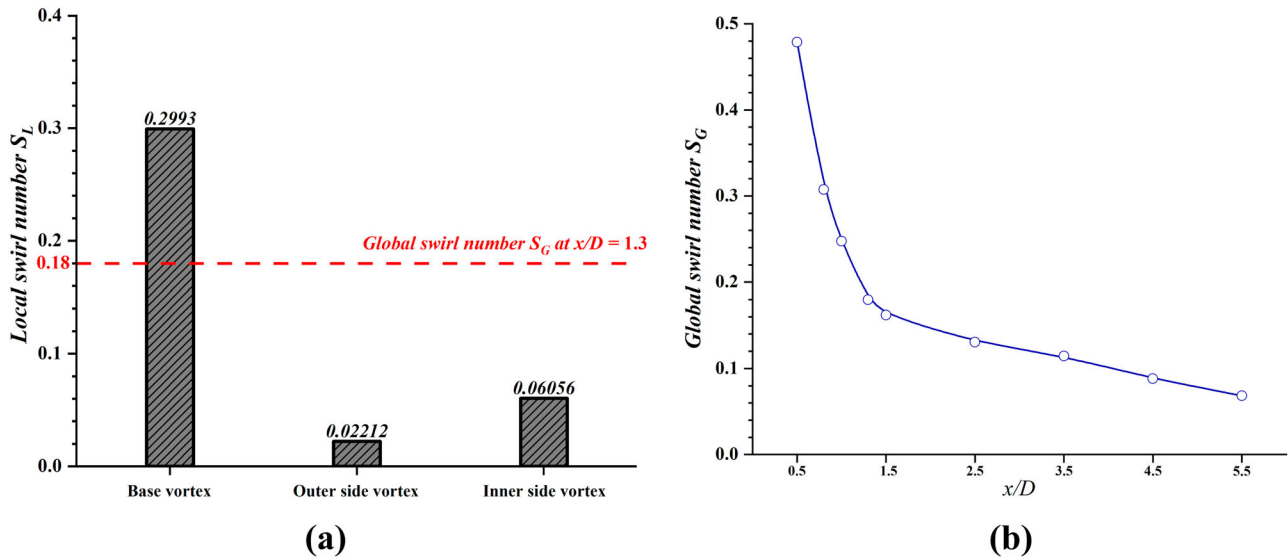 0.4
0.3
0.2
0.18
0.1
0.0
Local swirl number S_L
0.2993
0.02212
0.06056
Global swirl number S_G at x/D = 1.3
Base vortex
Outer side vortex
Inner side vortex
(a)
0.5
0.4
0.3
0.2
0.1
0.0
Global swirl number S_G
0.5 1.5 2.5 3.5 4.5 5.5
x/D
(b)